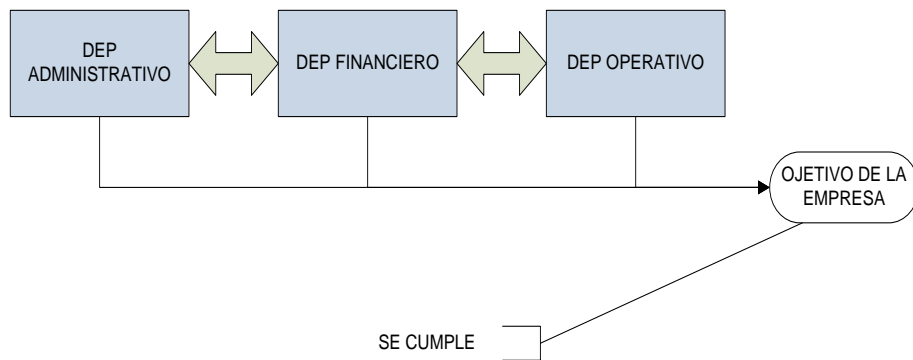 DEP
ADMINISTRATIVO
DEP FINANCIERO
DEP OPERATIVO
OJETIVO DE LA
EMPRESA
SE CUMPLE